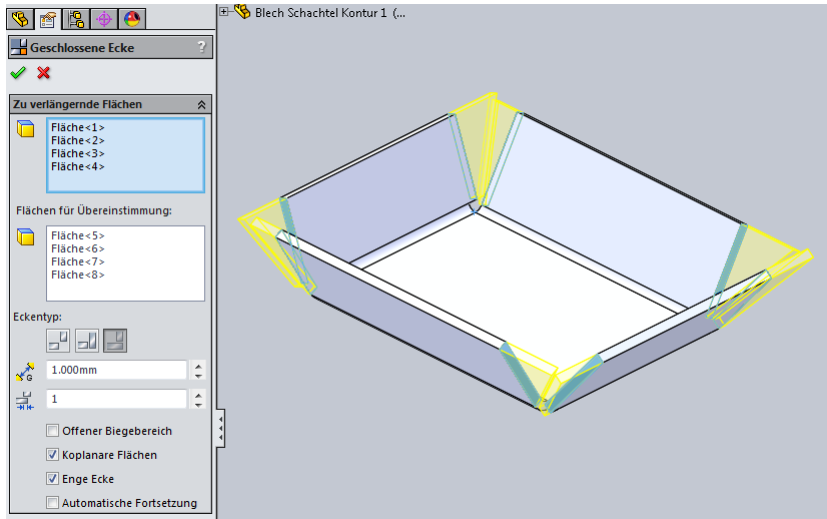 Blech Schachtel Kontur 1 (...
Geschlossene Ecke ?
Zu verlängernde Flächen
Fläche<1>
Fläche<2>
Fläche<3>
Fläche<4>
Flächen für Übereinstimmung:
Fläche<5>
Fläche<6>
Fläche<7>
Fläche<8>
Eckentyp:
G
1.000mm
1
Offener Biegebereich
Koplanare Flächen
Enge Ecke
Automatische Fortsetzung